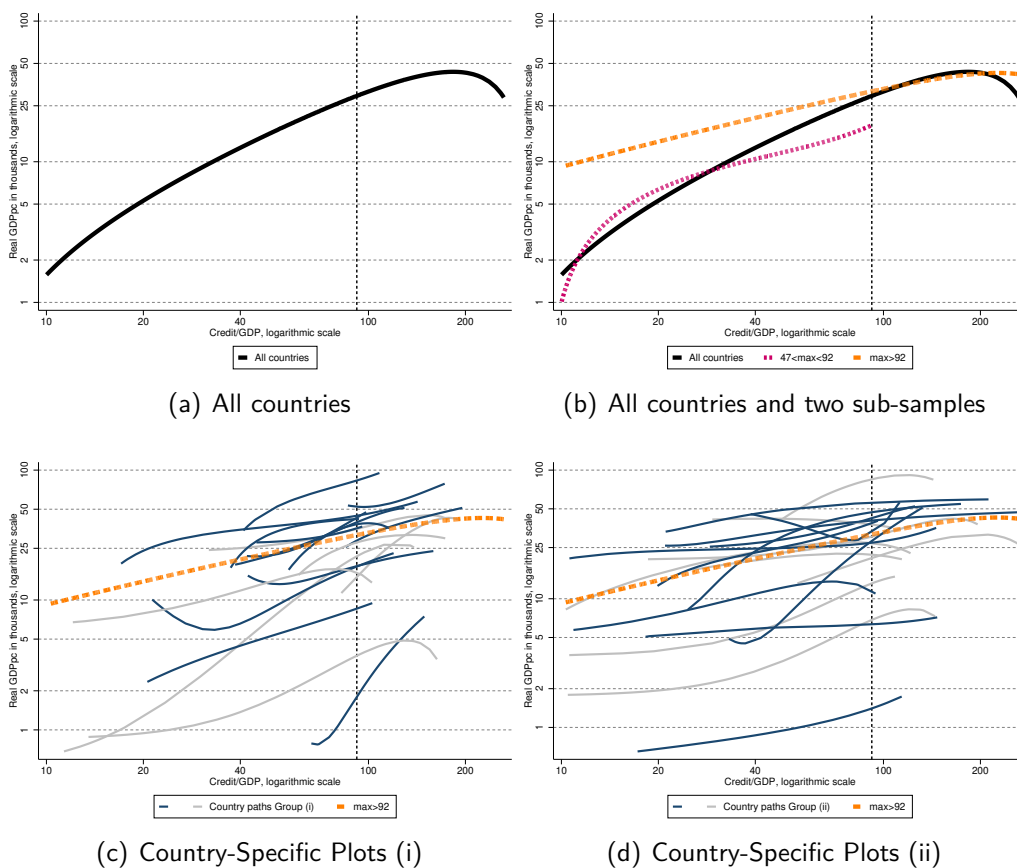 Real GDPpc in thousands, logarithmic scale
100
50
25
10
5
2
1
10
20
40
100
200
Credit/GDP, logarithmic scale
All countries
(a) All countries
Real GDPpc in thousands, logarithmic scale
100
50
25
10
5
2
1
10
20
40
100
200
Credit/GDP, logarithmic scale
All countries
47<max<92
max>92
(b) All countries and two sub-samples
Real GDPpc in thousands, logarithmic scale
100
50
25
10
5
2
1
10
20
40
100
200
Credit/GDP, logarithmic scale
Country paths Group (i)
max>92
(c) Country-Specific Plots (i)
Real GDPpc in thousands, logarithmic scale
100
50
25
10
5
2
1
10
20
40
100
200
Credit/GDP, logarithmic scale
Country paths Group (ii)
max>92
(d) Country-Specific Plots (ii)